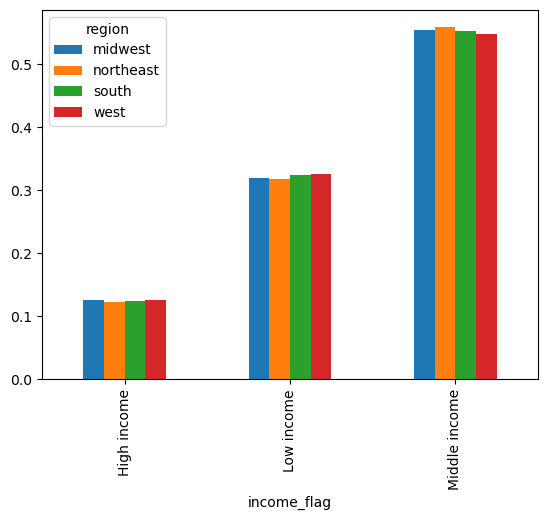 region
midwest
northeast
south
west
0.5
0.4
0.3
0.2
0.1
0.0
High income
Low income
Middle income
income_flag